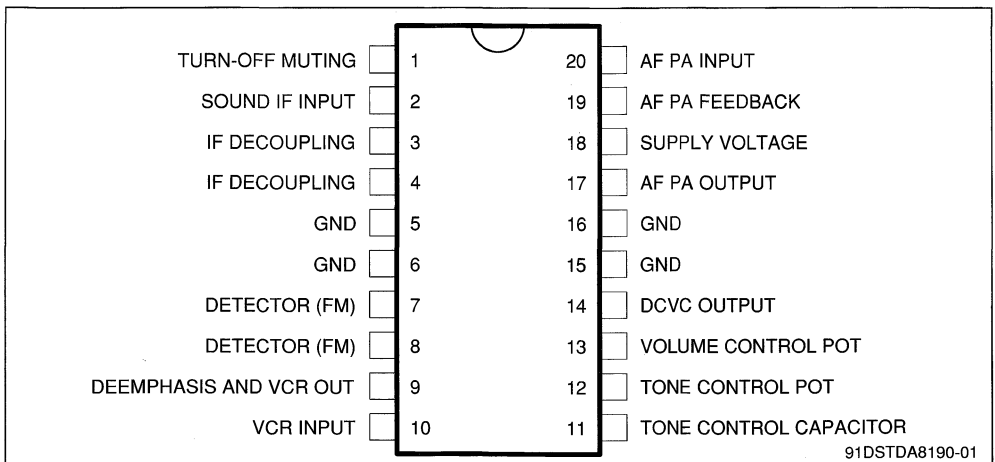 TURN-OFF MUTING 1 20 AF PA INPUT
SOUND IF INPUT 2 19 AF PA FEEDBACK
IF DECOUPLING 3 18 SUPPLY VOLTAGE
IF DECOUPLING 4 17 AF PA OUTPUT
GND 5 16 GND
GND 6 15 GND
DETECTOR (FM) 7 14 DCVC OUTPUT
DETECTOR (FM) 8 13 VOLUME CONTROL POT
DEEMPHASIS AND VCR OUT 9 12 TONE CONTROL POT
VCR INPUT 10 11 TONE CONTROL CAPACITOR
91DSTDA8190-01